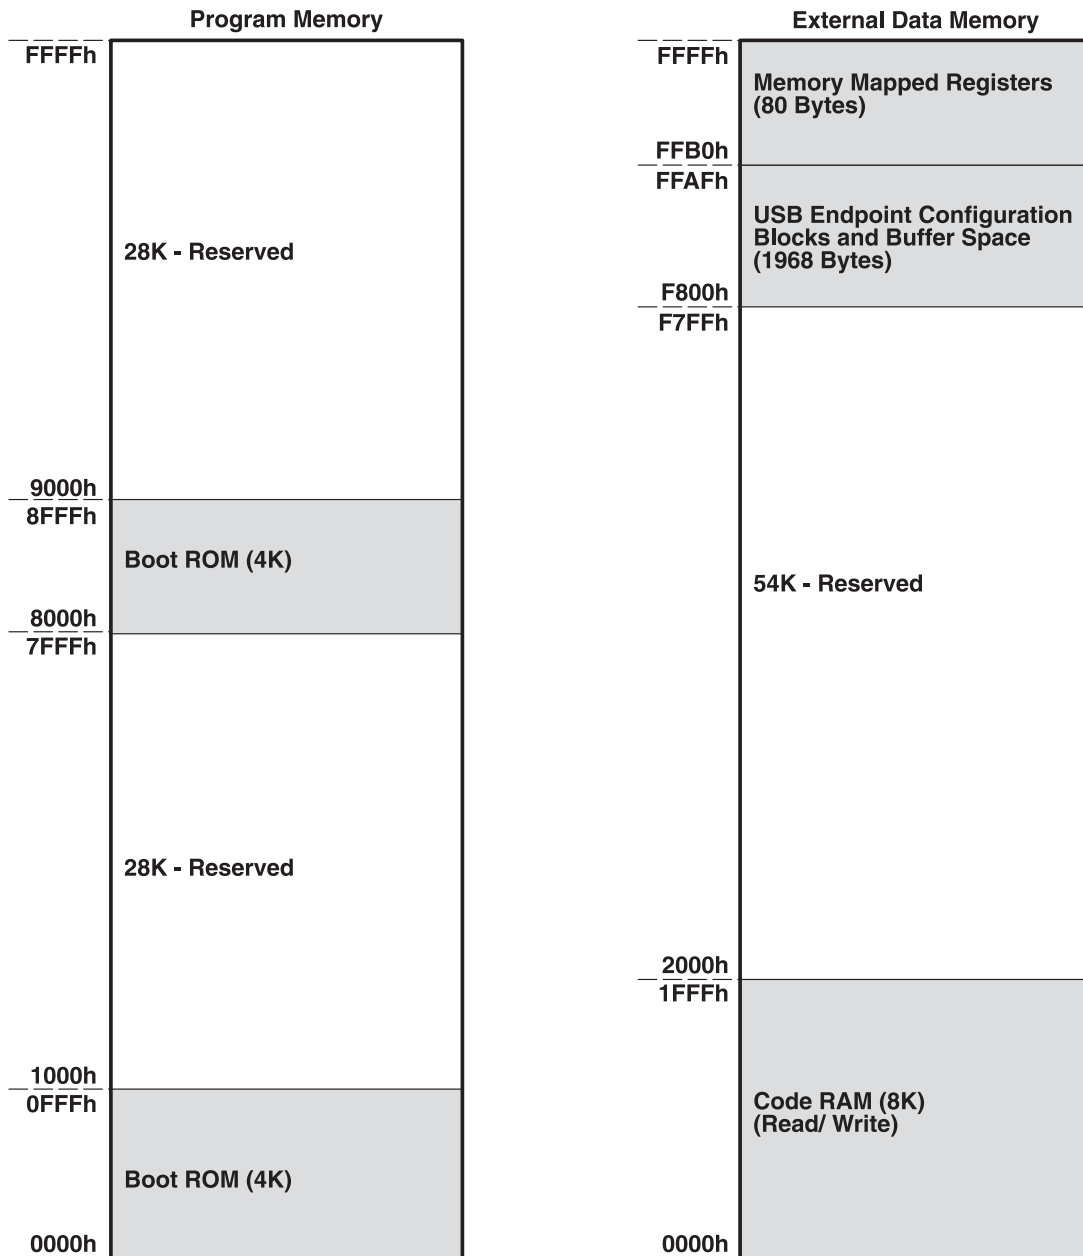 Program Memory
FFFFh
28K - Reserved
9000h
8FFFh
Boot ROM (4K)
8000h
7FFFh
28K - Reserved
1000h
0FFFh
Boot ROM (4K)
0000h
External Data Memory
FFFFh
Memory Mapped Registers
(80 Bytes)
FFB0h
FFAFh
USB Endpoint Configuration
Blocks and Buffer Space
(1968 Bytes)
F800h
F7FFh
54K - Reserved
2000h
1FFFh
Code RAM (8K)
(Read/ Write)
0000h